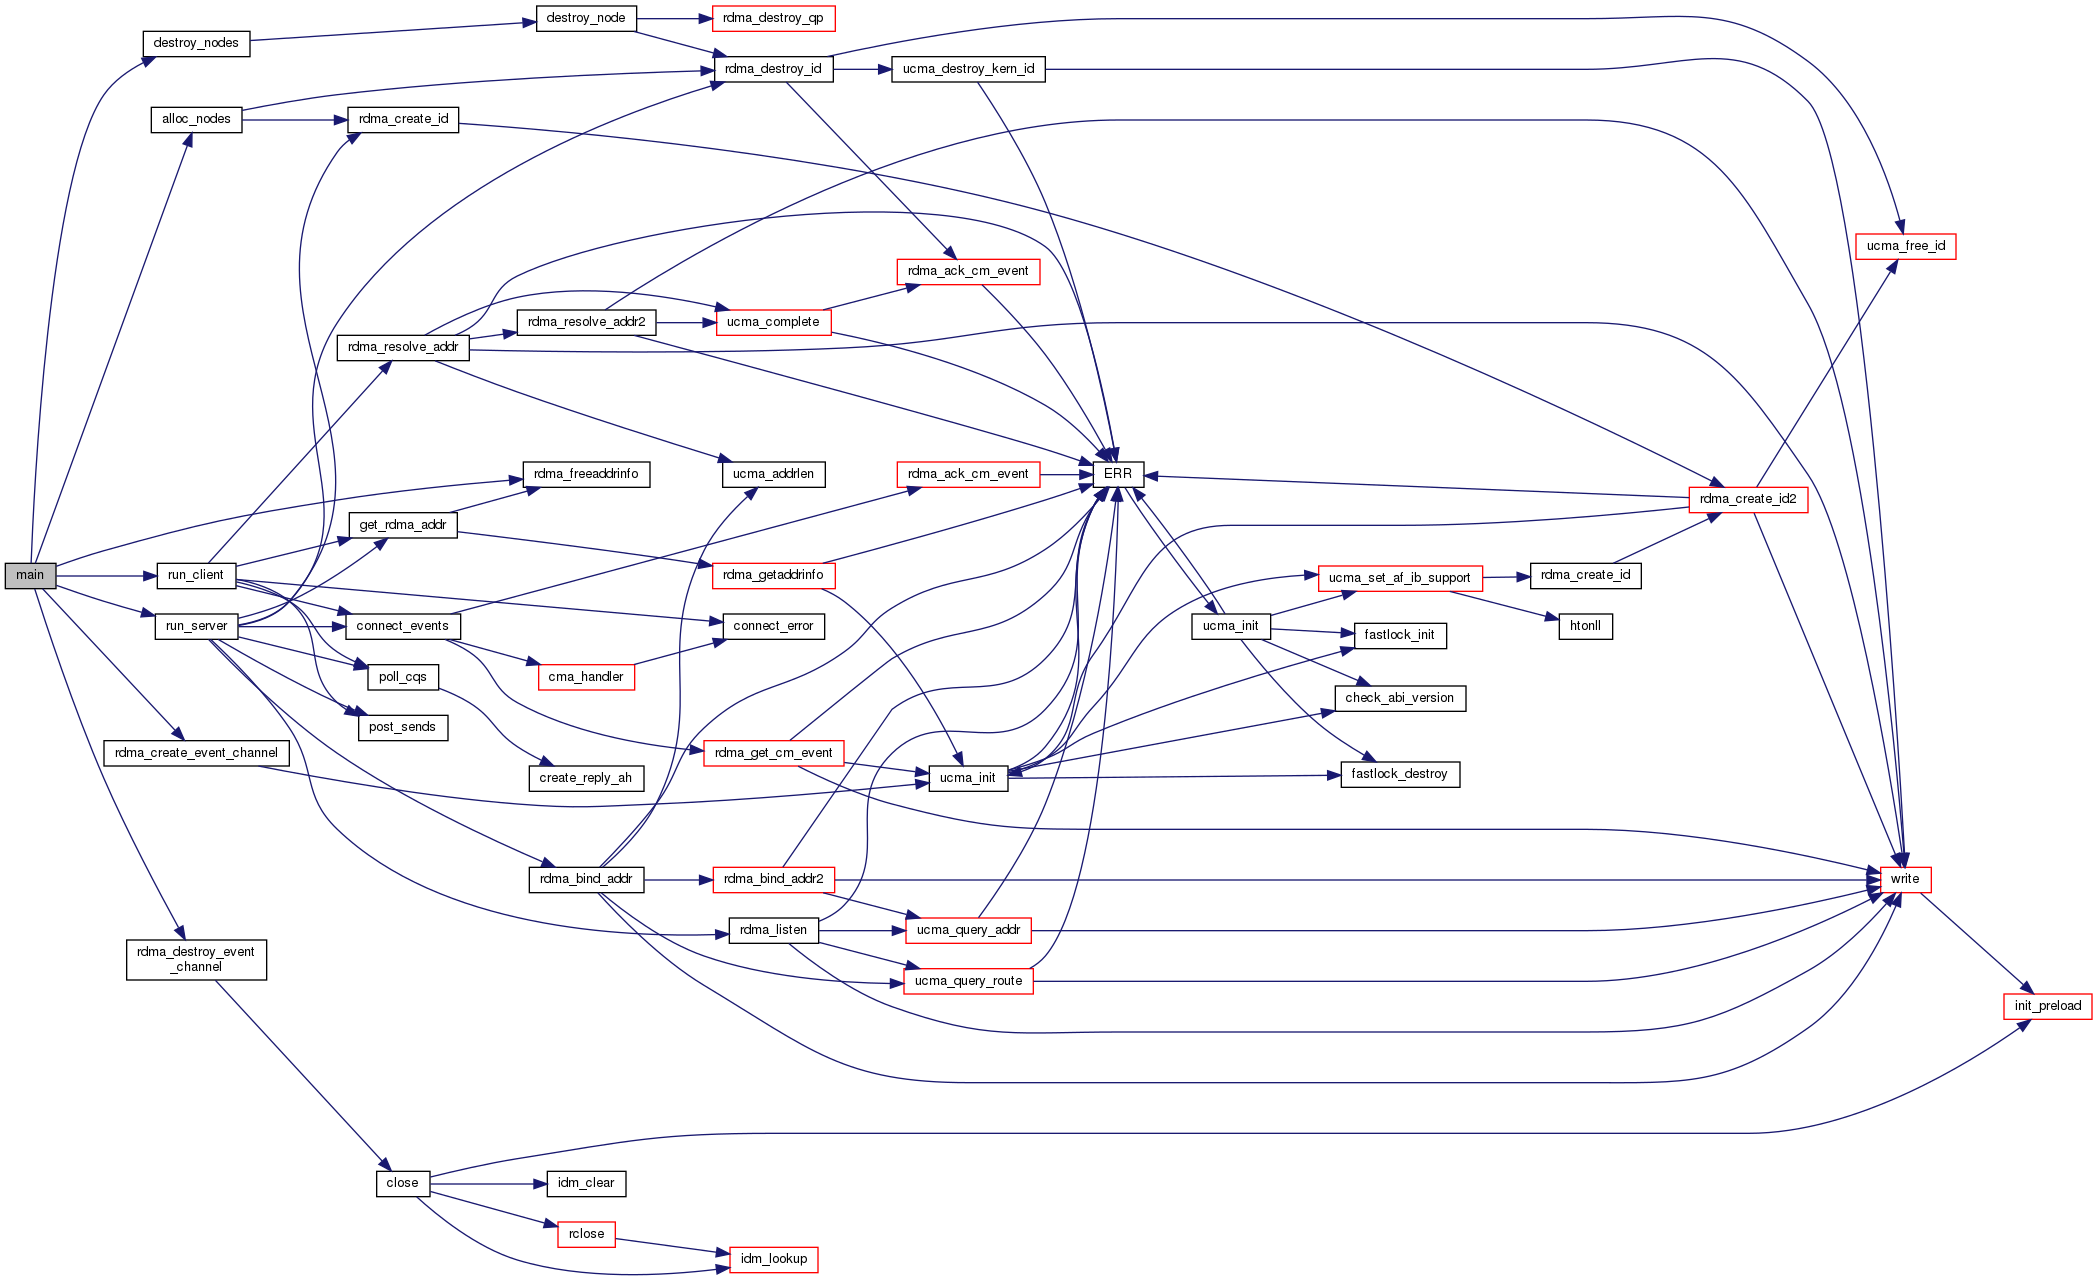 destroy_node
rdma_destroy_qp
destroy_nodes
rdma_destroy_id
ucma_destroy_kern_id
alloc_nodes
rdma_create_id
ucma_free_id
rdma_ack_cm_event
rdma_resolve_addr2
ucma_complete
rdma_resolve_addr
rdma_freeaddrinfo
ucma_addrlen
rdma_ack_cm_event
ERR
rdma_create_id2
get_rdma_addr
main
run_client
rdma_getaddrinfo
ucma_set_af_ib_support
rdma_create_id
run_server
connect_events
connect_error
ucma_init
htonll
fastlock_init
poll_cqs
cma_handler
check_abi_version
post_sends
rdma_create_event_channel
rdma_get_cm_event
create_reply_ah
ucma_init
fastlock_destroy
rdma_bind_addr
rdma_bind_addr2
write
rdma_listen
ucma_query_addr
rdma_destroy_event
_channel
ucma_query_route
init_preload
close
idm_clear
rclose
idm_lookup